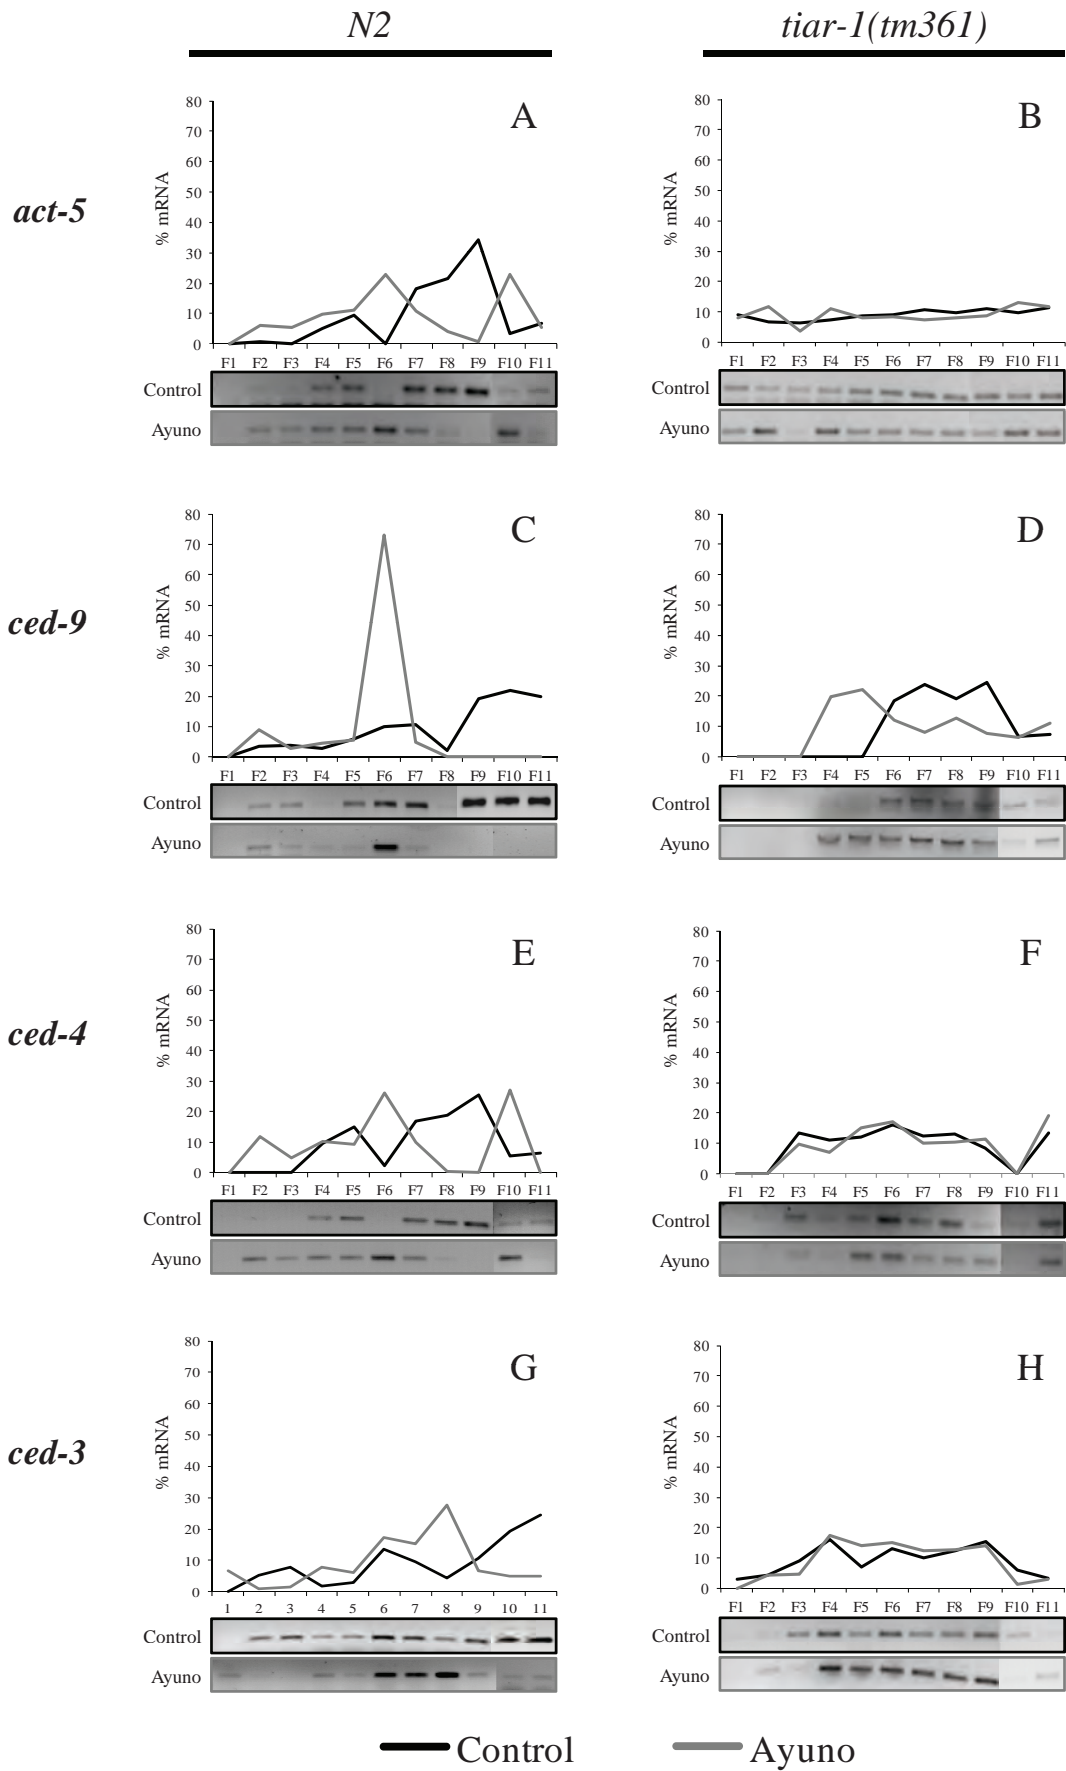 N2 tiar-1(tm361)
act-5
A
% mRNA
80
70
60
50
40
30
20
10
0
F1 F2 F3 F4 F5 F6 F7 F8 F9 F10 F11
Control
Ayuno
B
% mRNA
80
70
60
50
40
30
20
10
0
F1 F2 F3 F4 F5 F6 F7 F8 F9 F10 F11
Control
Ayuno
ced-9
C
% mRNA
80
70
60
50
40
30
20
10
0
F1 F2 F3 F4 F5 F6 F7 F8 F9 F10 F11
Control
Ayuno
D
% mRNA
80
70
60
50
40
30
20
10
0
F1 F2 F3 F4 F5 F6 F7 F8 F9 F10 F11
Control
Ayuno
ced-4
E
% mRNA
80
70
60
50
40
30
20
10
0
F1 F2 F3 F4 F5 F6 F7 F8 F9 F10 F11
Control
Ayuno
F
% mRNA
80
70
60
50
40
30
20
10
0
F1 F2 F3 F4 F5 F6 F7 F8 F9 F10 F11
Control
Ayuno
ced-3
G
% mRNA
80
70
60
50
40
30
20
10
0
1 2 3 4 5 6 7 8 9 10 11
Control
Ayuno
H
% mRNA
80
70
60
50
40
30
20
10
0
F1 F2 F3 F4 F5 F6 F7 F8 F9 F10 F11
Control
Ayuno
Control Ayuno